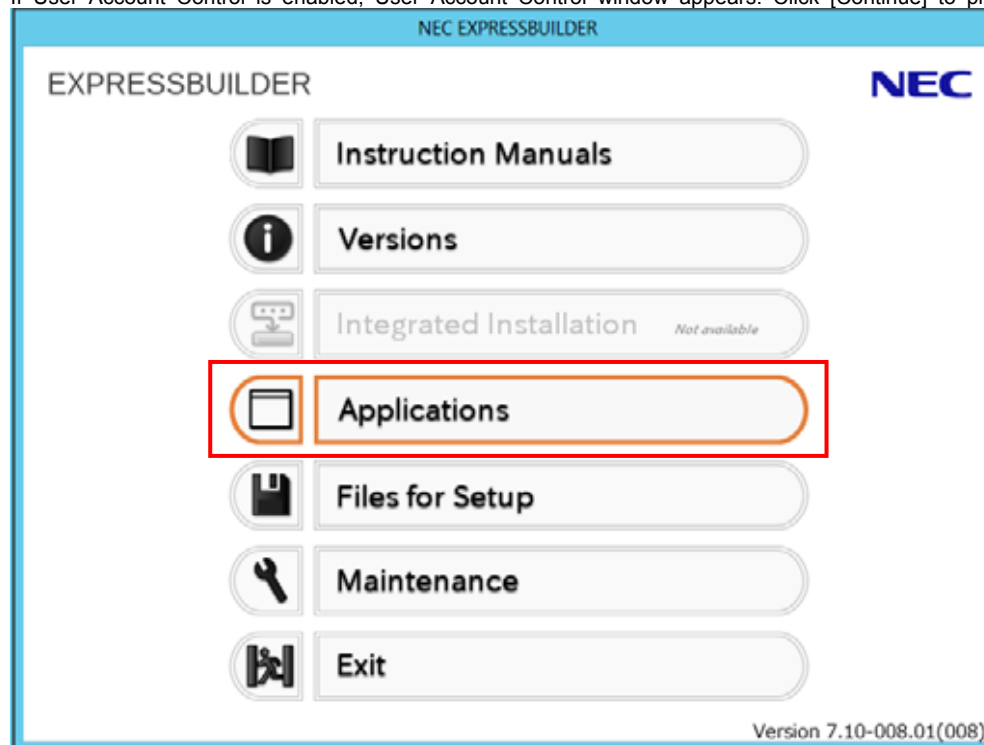 If User Account Control is enabled, User Account Control window appears. Click [Continue] to
NEC EXPRESSBUILDER
EXPRESSBUILDER
NEC
Instruction Manuals
Versions
Integrated Installation Not available
Applications
Files for Setup
Maintenance
Exit
Version 7.10-008.01(008)